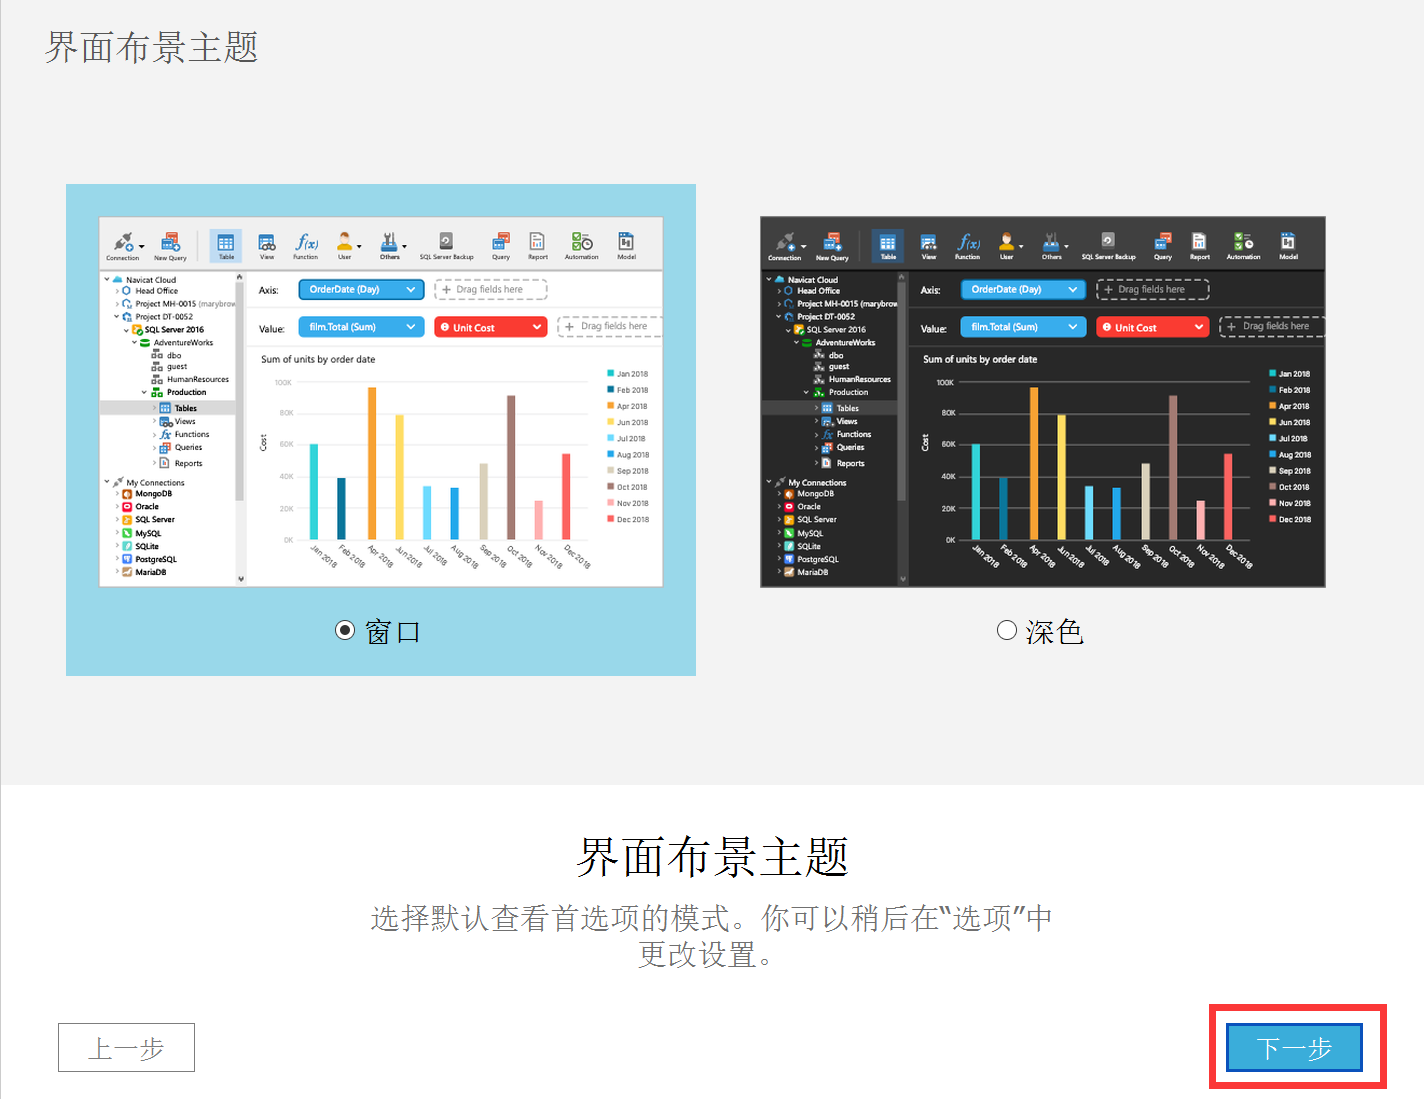 界面布景主题
Connection
New Query
Table
View
Function
User
Others
SQL Server Backup
Query
Report
Automation
Model
Navicat Cloud
Head Office
Project MH-0015 (marybrow
Project DT-0052
SQL Server 2016
AdventureWorks
dbo
guest
HumanResources
Production
Tables
Views
Functions
Queries
Reports
My Connections
MongoDB
Oracle
SQL Server
MySQL
SQLite
PostgreSQL
MariaDB
Axis: OrderDate (Day) + Drag fields here
Value: film.Total (Sum) Unit Cost + Drag fields here
Sum of units by order date
100K
80K
60K
40K
20K
0K
Cost
Jan 2018
Feb 2018
Apr 2018
Jun 2018
Jul 2018
Aug 2018
Sep 2018
Oct 2018
Nov 2018
Dec 2018
Jan 2018
Feb 2018
Apr 2018
Jun 2018
Jul 2018
Aug 2018
Sep 2018
Oct 2018
Nov 2018
Dec 2018
窗口
Connection
New Query
Table
View
Function
User
Others
SQL Server Backup
Query
Report
Automation
Model
Navicat Cloud
Head Office
Project MH-0015 (marybrow
Project DT-0052
SQL Server 2016
AdventureWorks
dbo
guest
HumanResources
Production
Tables
Views
Functions
Queries
Reports
My Connections
MongoDB
Oracle
SQL Server
MySQL
SQLite
PostgreSQL
MariaDB
Axis: OrderDate (Day) + Drag fields here
Value: film.Total (Sum) Unit Cost + Drag fields here
Sum of units by order date
100K
80K
60K
40K
20K
0K
Cost
Jan 2018
Feb 2018
Apr 2018
Jun 2018
Jul 2018
Aug 2018
Sep 2018
Oct 2018
Nov 2018
Dec 2018
Jan 2018
Feb 2018
Apr 2018
Jun 2018
Jul 2018
Aug 2018
Sep 2018
Oct 2018
Nov 2018
Dec 2018
深色
界面布景主题
选择默认查看首选项的模式。你可以稍后在“选项”中
更改设置。
上一步
下一步